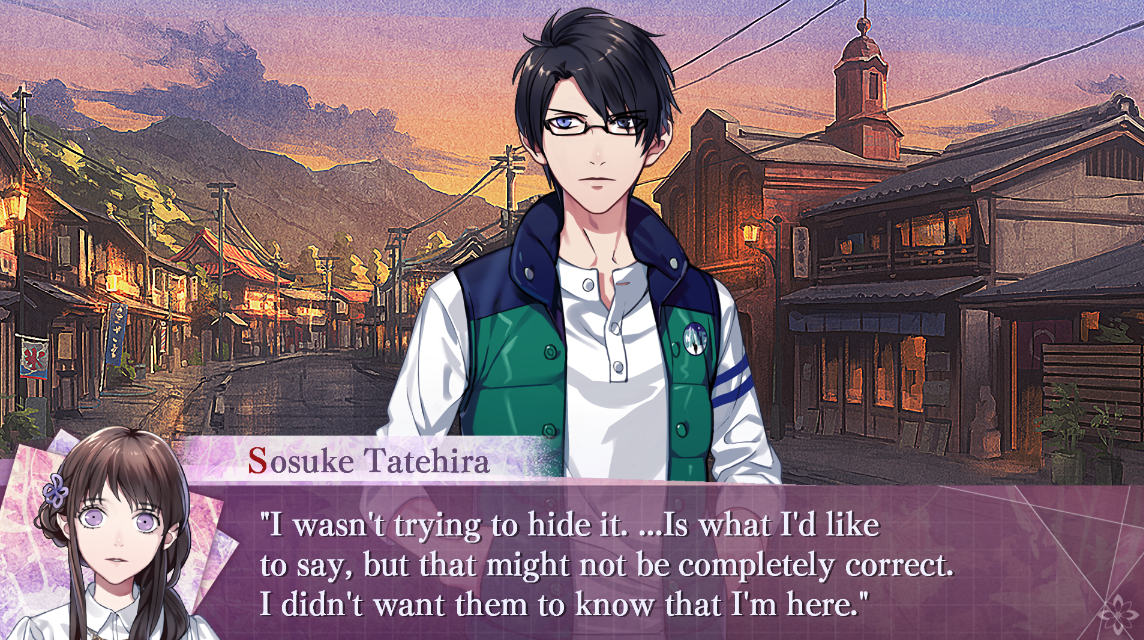 Sosuke Tatehira
"I wasn't trying to hide it. ...Is what I'd like
to say, but that might not be completely correct.
I didn't want them to know that I'm here."